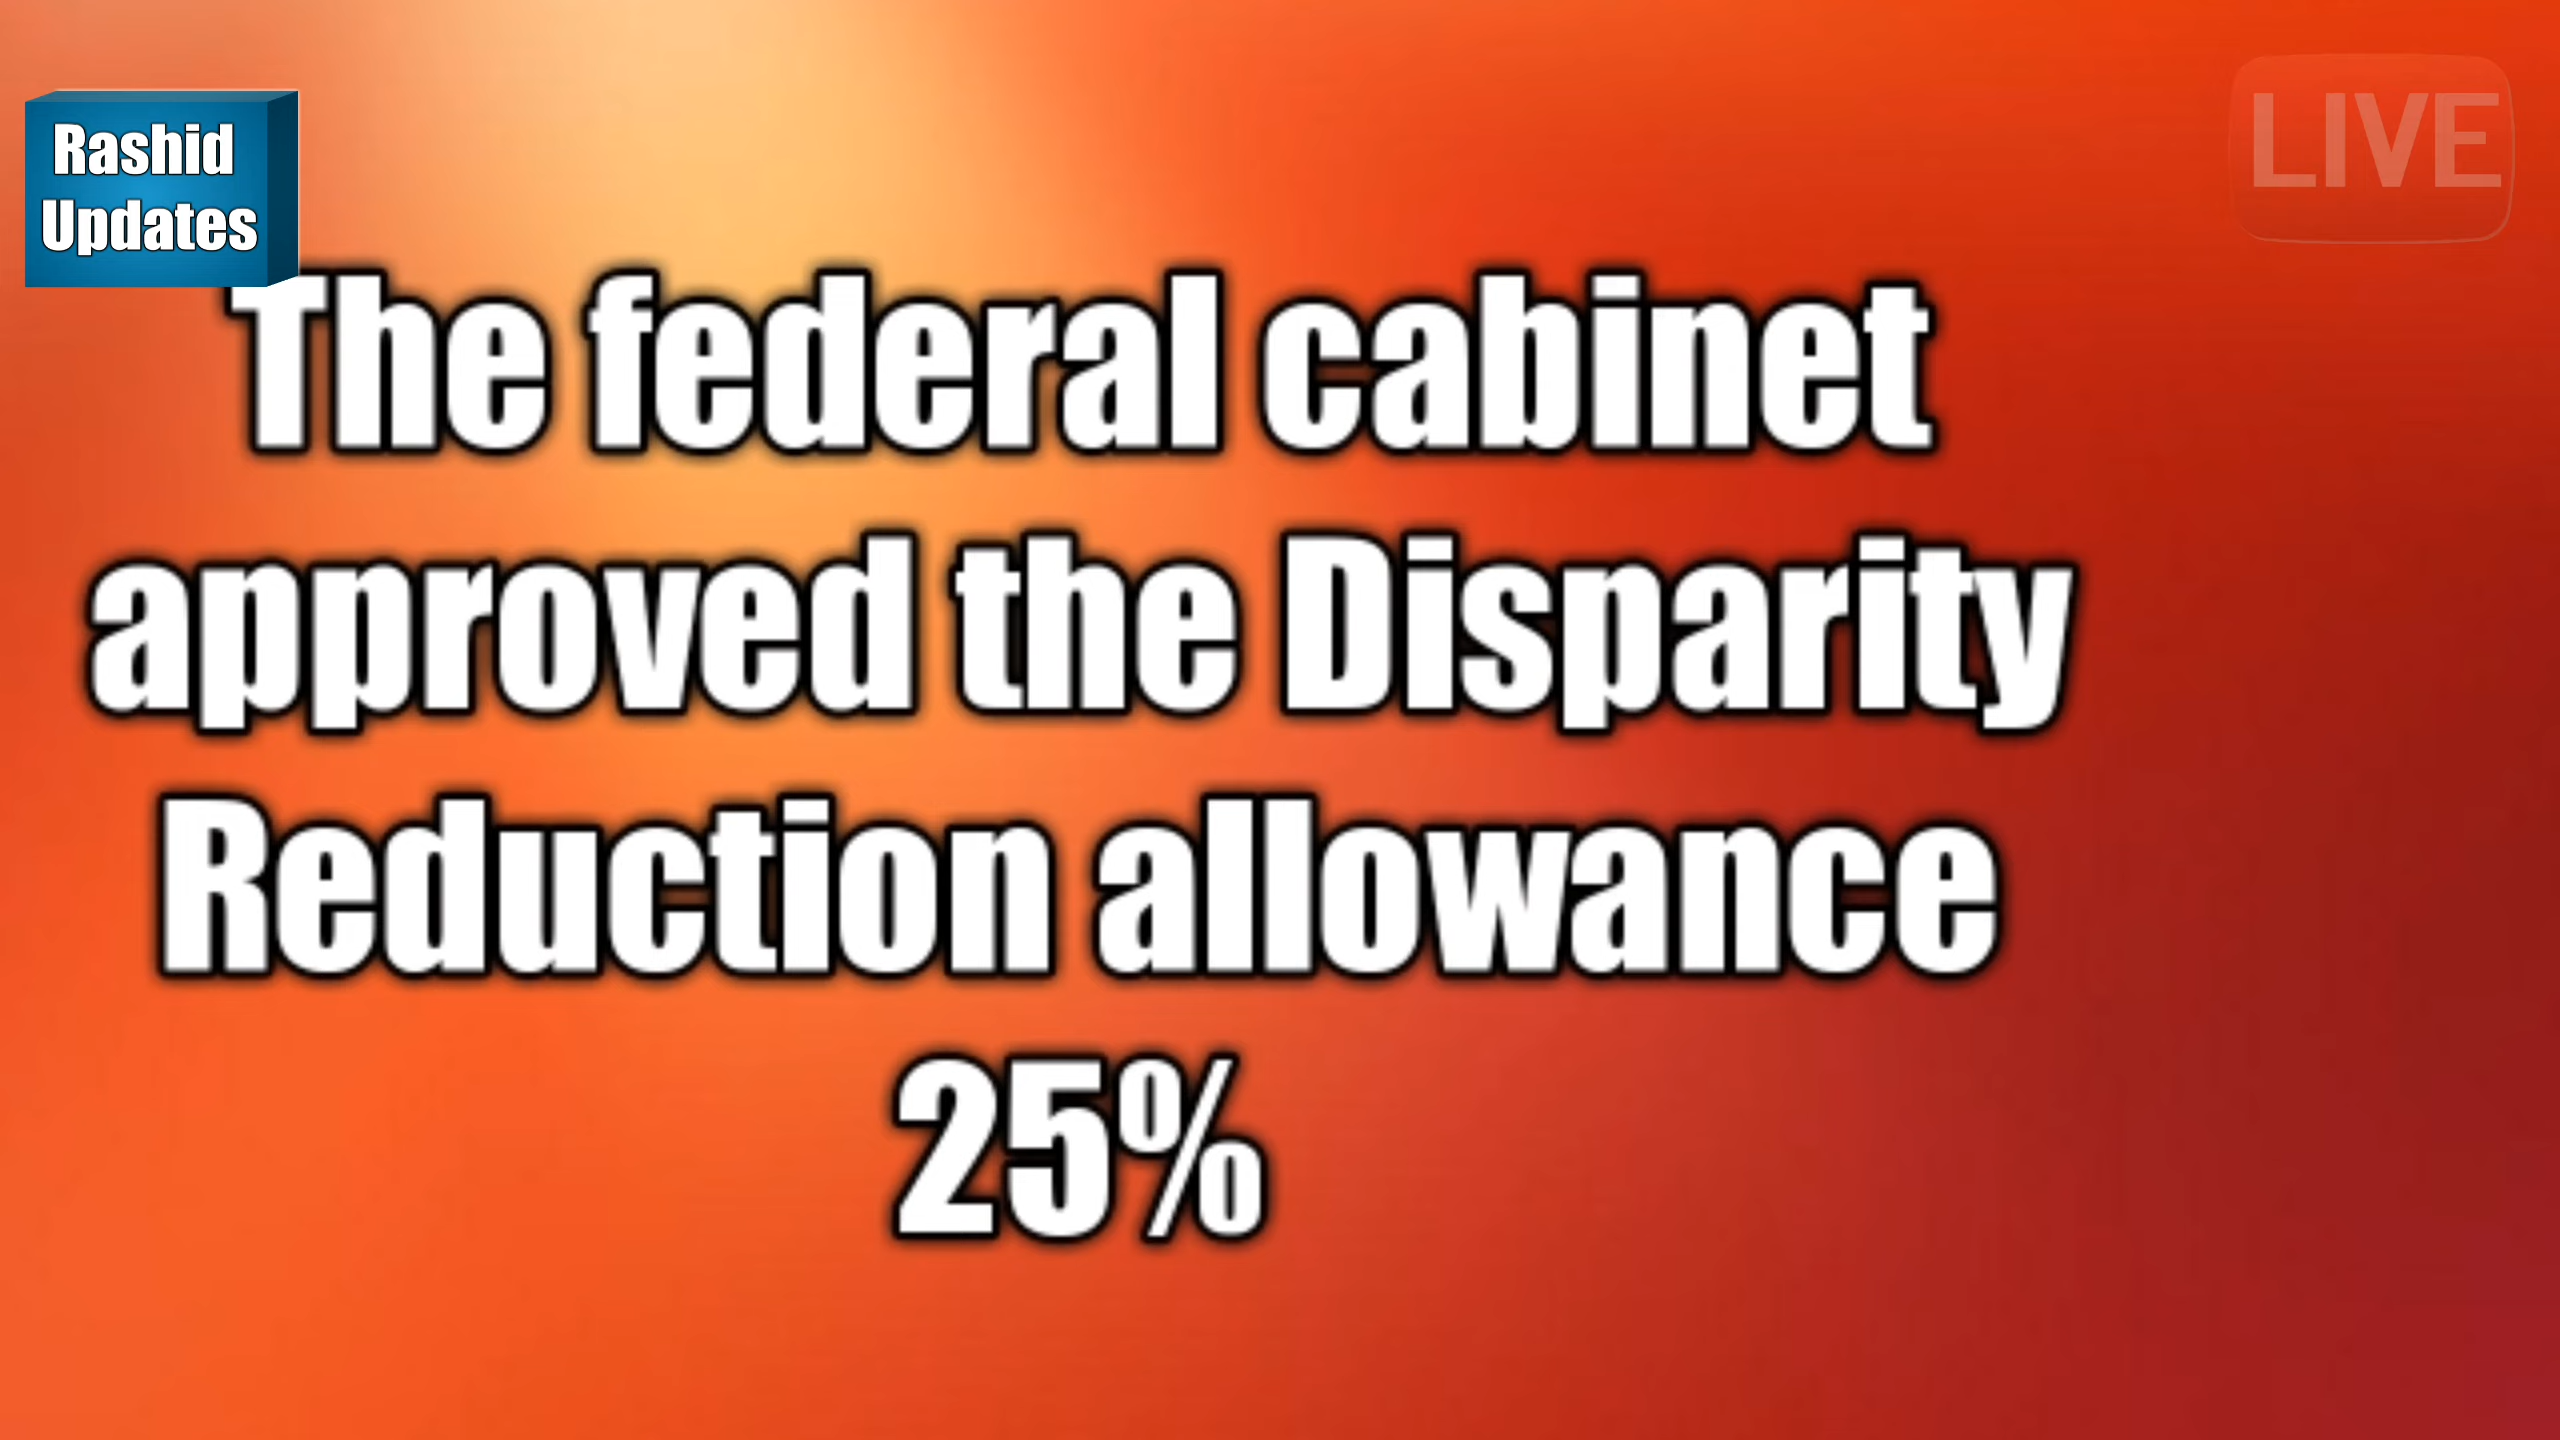 Rashid
Updates
LIVE
The federal cabinet
approved the Disparity
Reduction allowance
25%